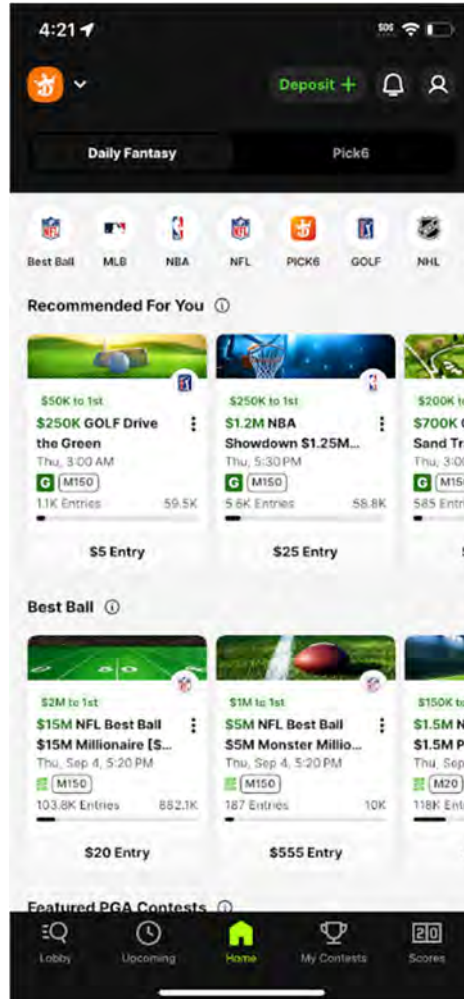 4:21
SOS
Deposit +
Daily Fantasy
Pick6
Best Ball
MLB
NBA
NFL
PICK6
GOLF
NHL
Recommended For You
$50K to 1st
$250K GOLF Drive
the Green
Thu, 3:00 AM
G M150
1.1K Entries 59.5K
$5 Entry
$250K to 1st
$1.2M NBA
Showdown $1.25M...
Thu, 5:30 PM
G M150
5.6K Entries 58.8K
$25 Entry
$200K
$700K
Sand
Thu, 3:00
G
585
Best Ball
$2M to 1st
$15M NFL Best Ball
$15M Millionaire [$...
Thu, Sep 4, 5:20 PM
M150
103.8K Entries 882.1K
$20 Entry
$1M to 1st
$5M NFL Best Ball
$5M Monster Millio...
Thu, Sep 4, 5:20 PM
M150
187 Entries 10K
$555 Entry
$150K
$1.5M
$1.5M
Thu, Sep
M20
118K
Featured PGA Contests
Lobby
Upcoming
Home
My Contests
20
Scores